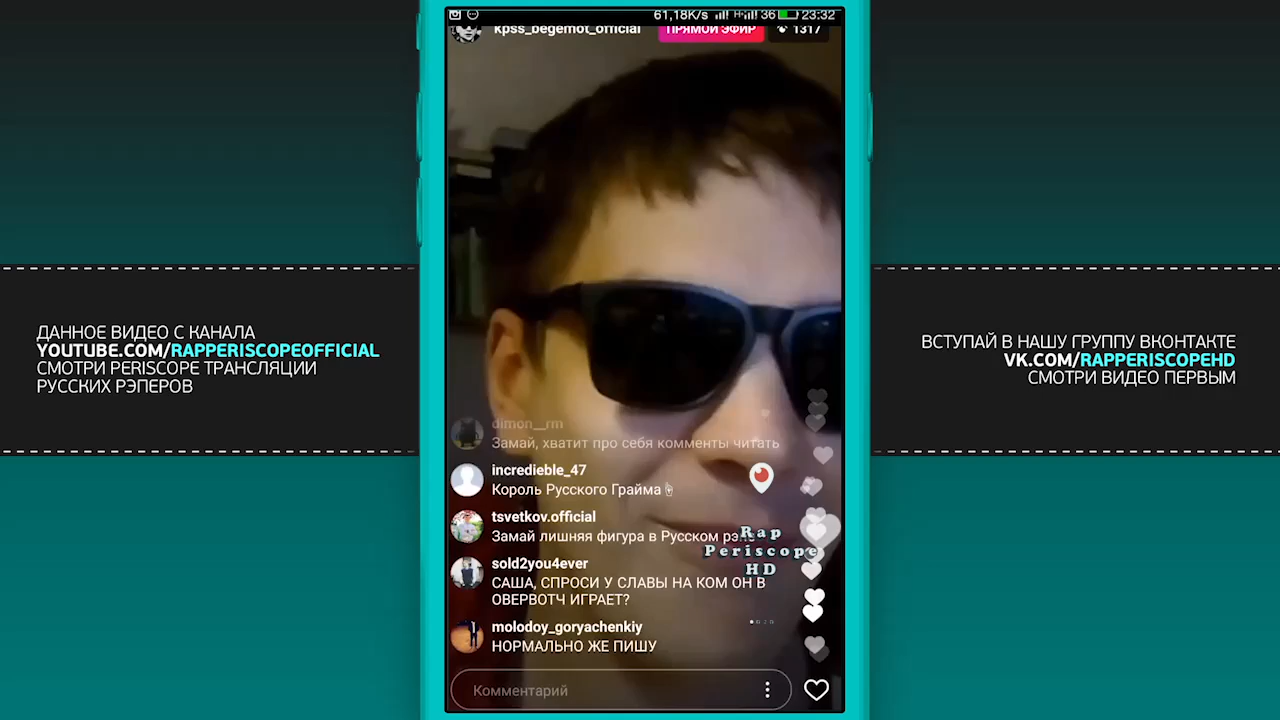 61,18K/s
36
23:32
kpss_begemot_official
ПРЯМОЙ ЭФИР
1317
ДАННОЕ ВИДЕО С КАНАЛА
YOUTUBE.COM/RAPPERISCOPEOFFICIAL
СМОТРИ PERISCOPE ТРАНСЛЯЦИИ
РУССКИХ РЭПЕРОВ
dimon__rm
Замай, хватит про себя комменты читать
incredieble_47
Король Русского Грайма
tsvetkov.official
Замай лишняя фигура в Русском рэпе
sold2you4ever
САША, СПРОСИ У СЛАВЫ НА КОМ ОН В
ОВЕРВОТЧ ИГРАЕТ?
molodoy_goryachenkiy
НОРМАЛЬНО ЖЕ ПИШУ
Комментарий
Rap
Periscope
HD
ВСТУПАЙ В НАШУ ГРУППУ ВКОНТАКТЕ
VK.COM/RAPPERISCOPEHD
СМОТРИ ВИДЕО ПЕРВЫМ